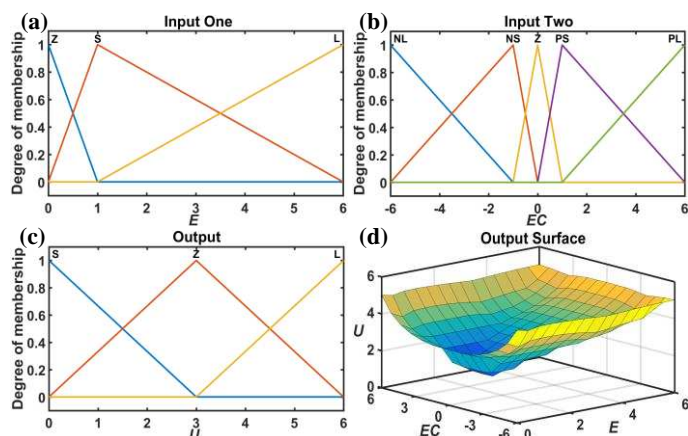 (a)
Input One
Z
S
L
Degree of membership
1
0.8
0.6
0.4
0.2
0
0 1 2 3 4 5 6
E
(b)
Input Two
NL
NS
Z
PS
PL
Degree of membership
1
0.8
0.6
0.4
0.2
0
-6 -4 -2 0 2 4 6
EC
(c)
Output
S
Z
L
Degree of membership
1
0.8
0.6
0.4
0.2
0
0 1 2 3 4 5 6
U
(d)
Output Surface
6
4
2
0
U
6 3 0 -3 -6
EC
0 2 4 6
E